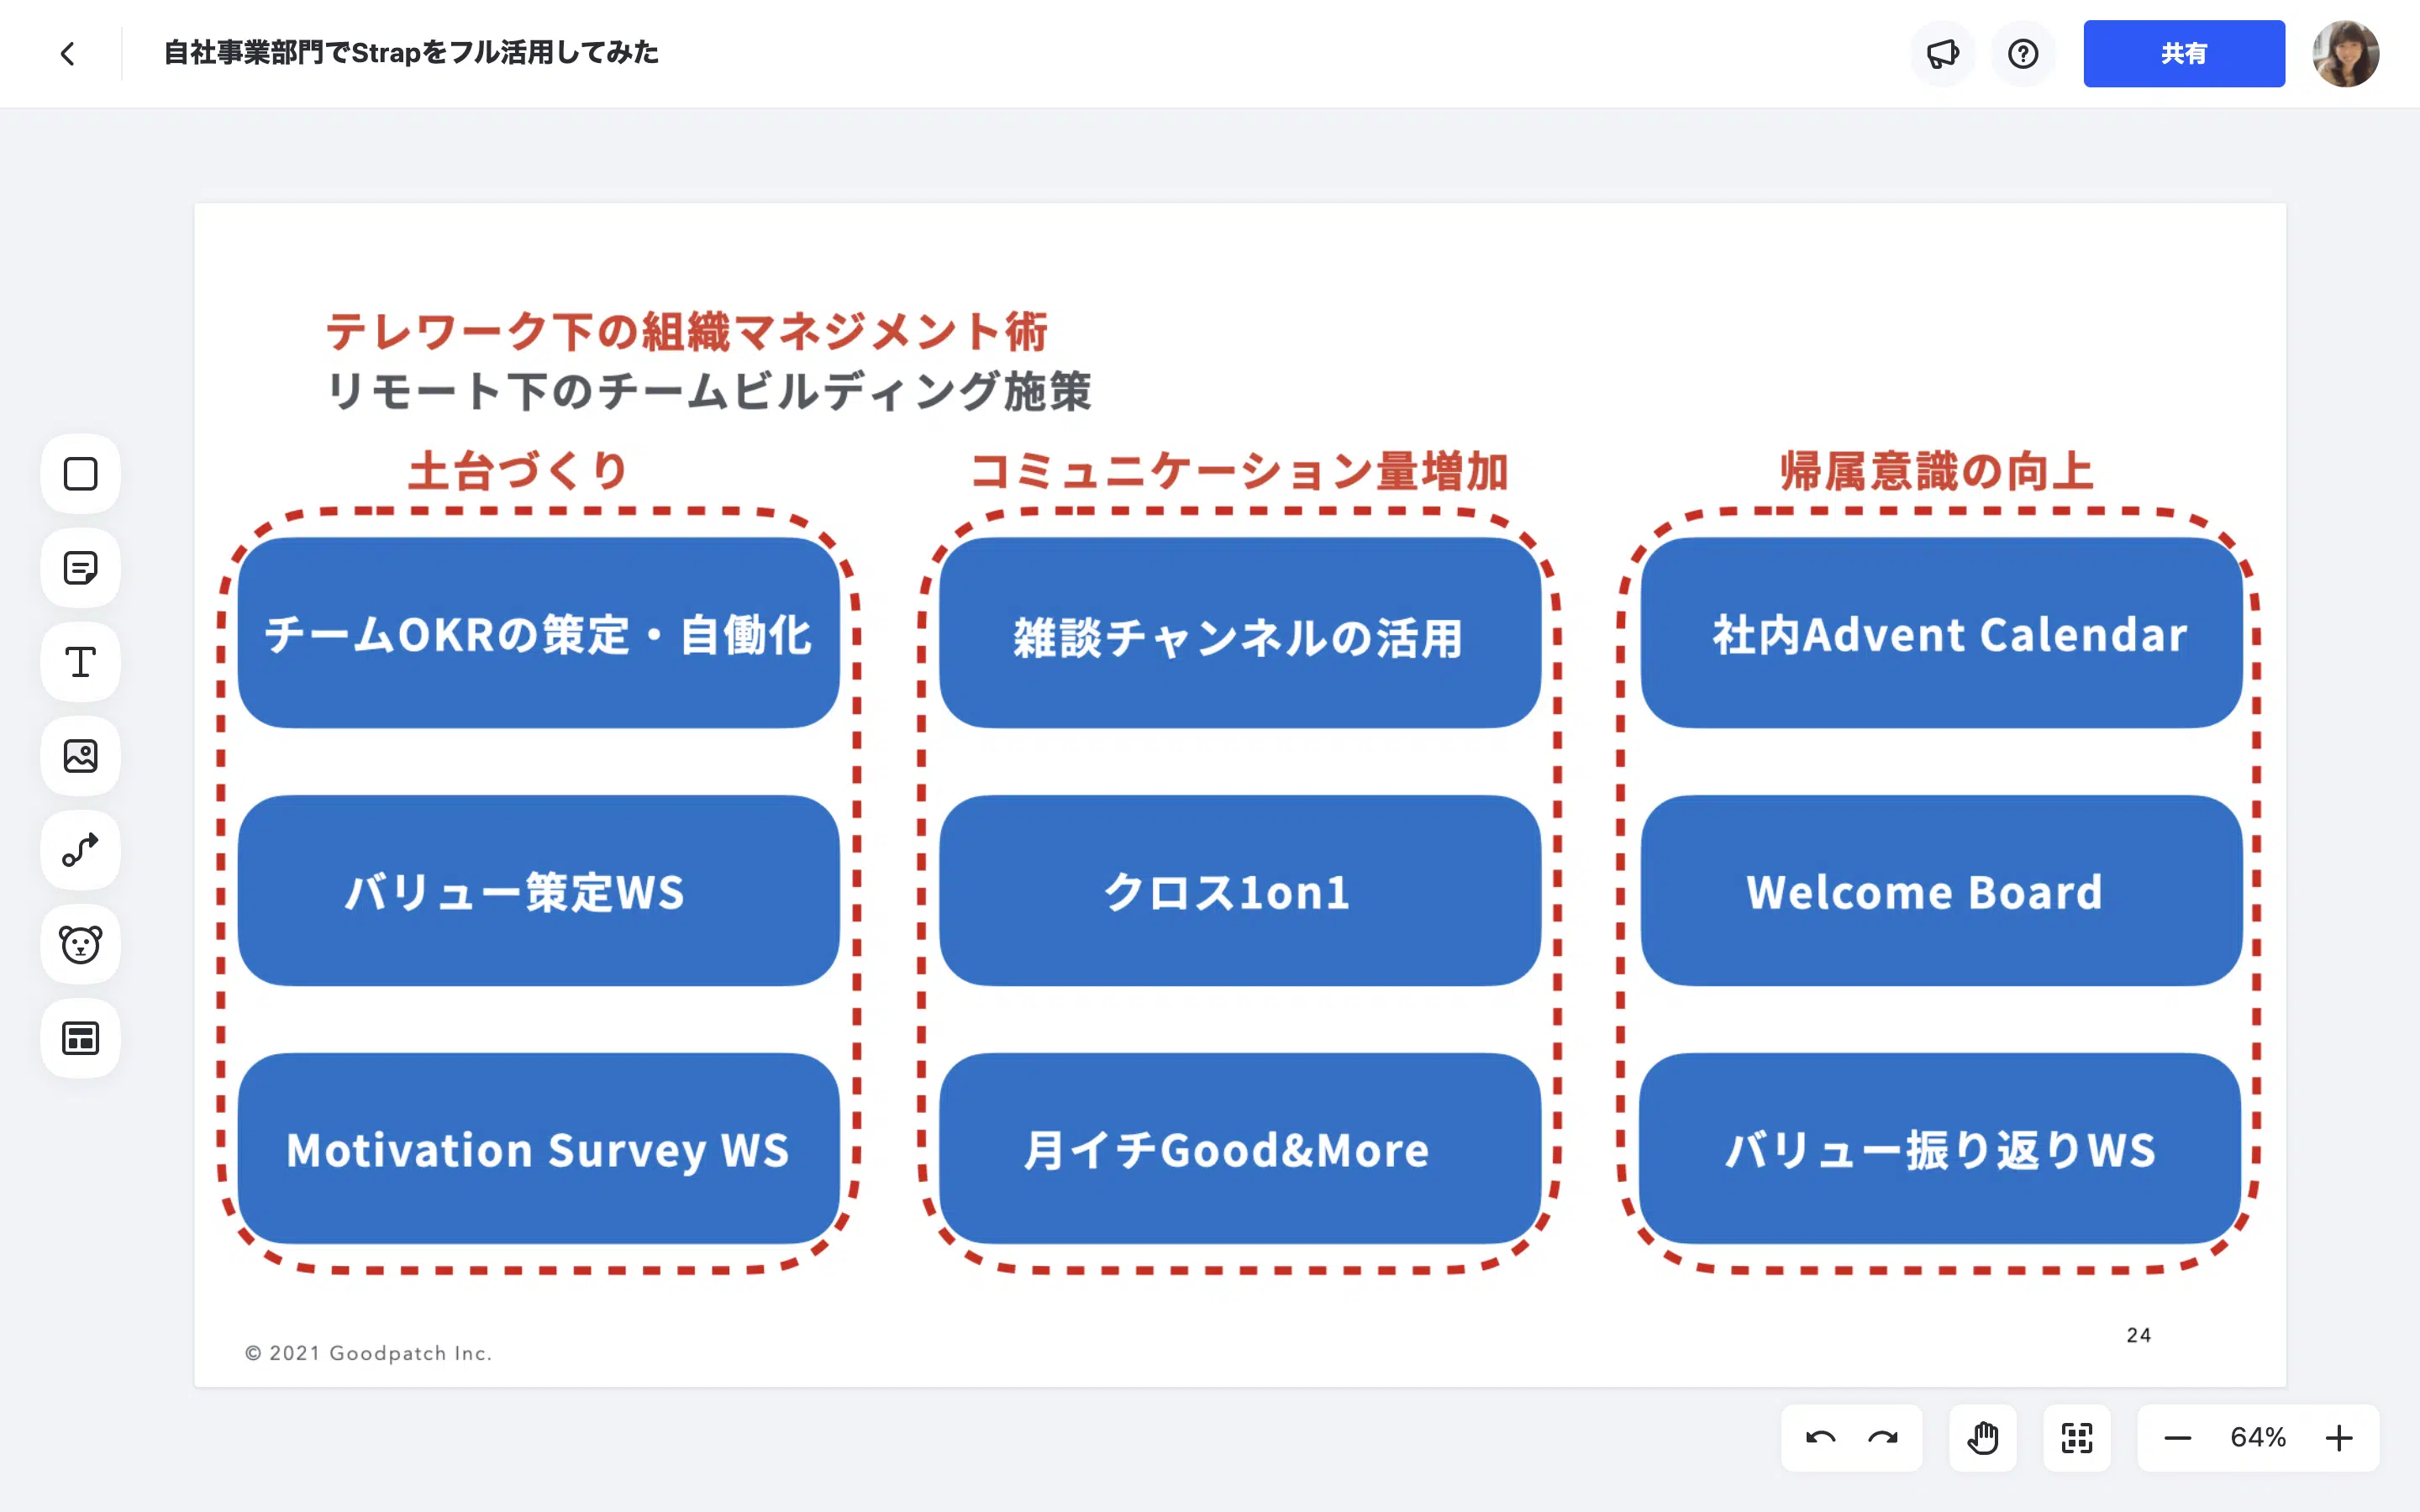 自社事業部門でStrapをフル活用してみた
共有
テレワーク下の組織マネジメント術
リモート下のチームビルディング施策
土台づくり
チームOKRの策定・自働化
バリュー策定WS
Motivation Survey WS
コミュニケーション量増加
雑談チャンネルの活用
クロス1on1
月イチGood&More
帰属意識の向上
社内Advent Calendar
Welcome Board
バリュー振り返りWS
© 2021 Goodpatch Inc.
24
64%